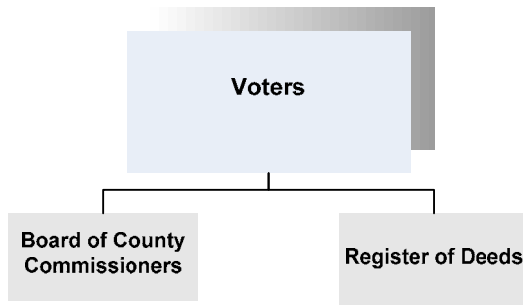 Voters
Board of County
Commissioners
Register of Deeds